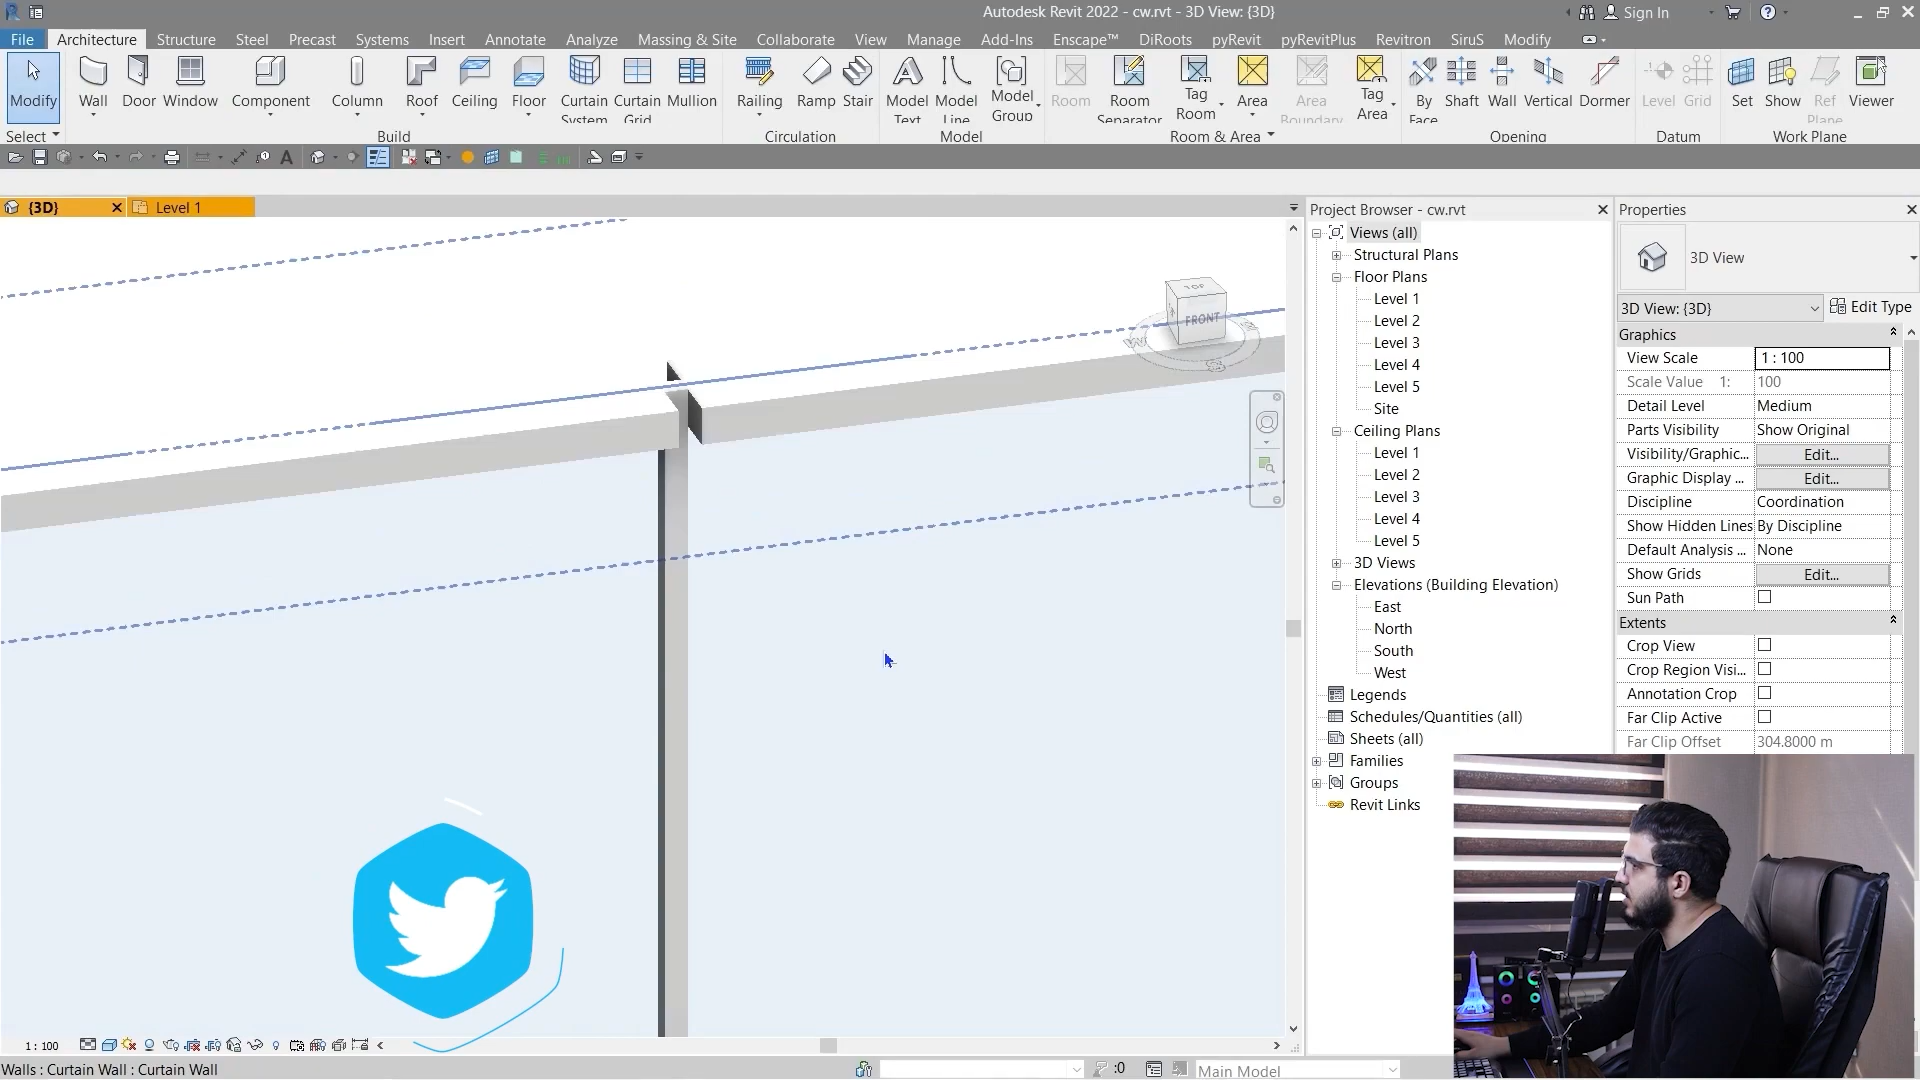 Autodesk Revit 2022 - cw.rvt - 3D View: {3D}
Sign In
File Architecture Structure Steel Precast Systems Insert Annotate Analyze Massing & Site Collaborate View Manage Add-Ins Enscape™ DiRoots pyRevit pyRevitPlus Revitron SiruS Modify
Modify Wall Door Window Component Column Roof Ceiling Floor Curtain System Curtain Grid Mullion Railing Ramp Stair Model Text Model Line Model Group Room Room Separator Tag Room Area Area Boundary Tag Area By Face Shaft Wall Vertical Dormer Level Grid Set Show Ref Plane Viewer
Select Build Circulation Model Room & Area Opening Datum Work Plane
{3D} Level 1
TOP
FRONT
W
S
Project Browser - cw.rvt
Views (all)
Structural Plans
Floor Plans
Level 1
Level 2
Level 3
Level 4
Level 5
Site
Ceiling Plans
Level 1
Level 2
Level 3
Level 4
Level 5
3D Views
Elevations (Building Elevation)
East
North
South
West
Legends
Schedules/Quantities (all)
Sheets (all)
Families
Groups
Revit Links
Properties
3D View
3D View: {3D} Edit Type
Graphics
View Scale 1 : 100
Scale Value 1: 100
Detail Level Medium
Parts Visibility Show Original
Visibility/Graphic... Edit...
Graphic Display ... Edit...
Discipline Coordination
Show Hidden Lines By Discipline
Default Analysis ... None
Show Grids Edit...
Sun Path
Extents
Crop View
Crop Region Visi...
Annotation Crop
Far Clip Active
Far Clip Offset 304.8000 m
1 : 100
Walls : Curtain Wall : Curtain Wall
:0
Main Model